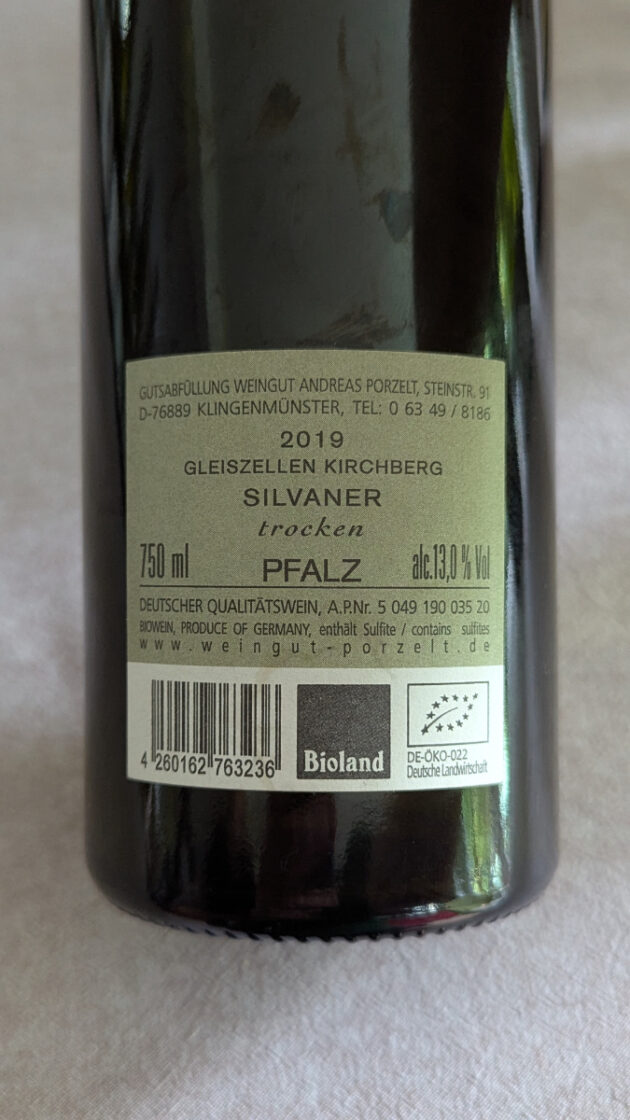 GUTSABFÜLLUNG WEINGUT ANDREAS PORZELT, STEINSTR. 91
D-76889 KLINGENMÜNSTER, TEL: 0 63 49 / 8186
2019
GLEISZELLEN KIRCHBERG
SILVANER
trocken
750 ml PFALZ alc.13,0 % Vol
DEUTSCHER QUALITÄTSWEIN, A.P.Nr. 5 049 190 035 20
BIOWEIN, PRODUCE OF GERMANY, enthält Sulfite / contains sulfites
www.weingut-porzelt.de
4 260162 763236
Bioland
DE-ÖKO-022
Deutsche Landwirtschaft